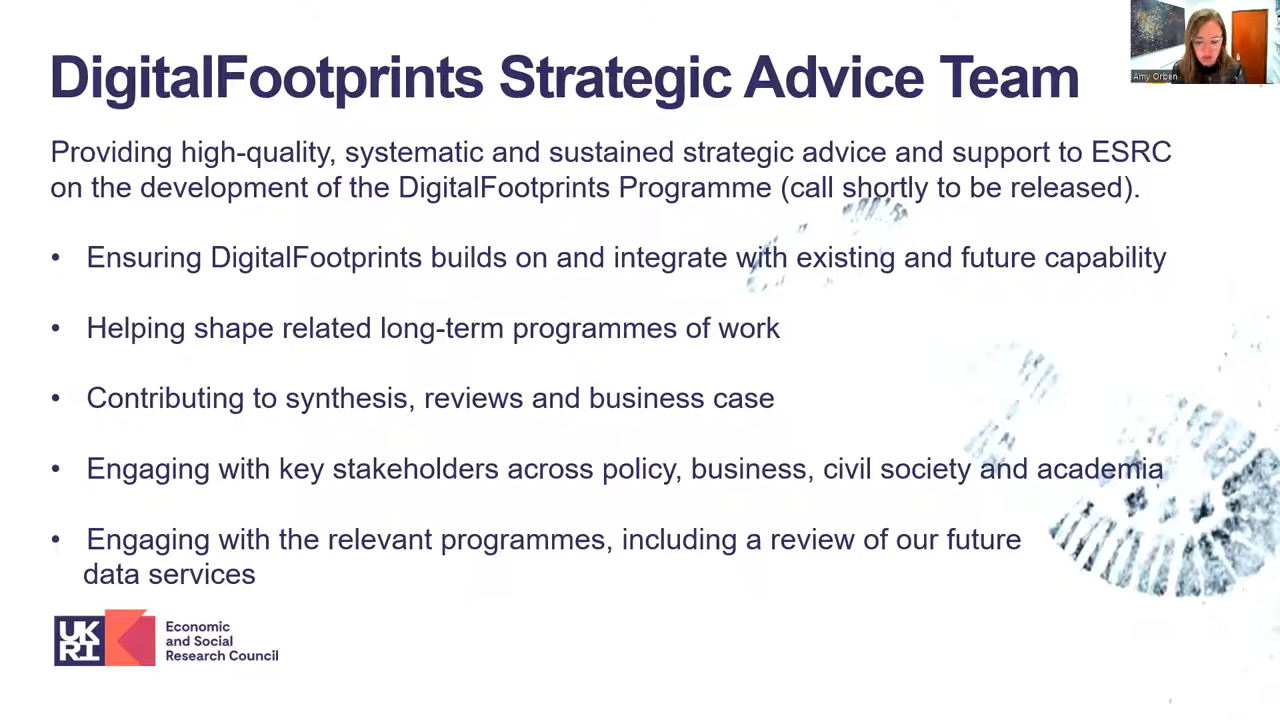 DigitalFootprints Strategic Advice Team
Amy Orben
Providing high-quality, systematic and sustained strategic advice and support to ESRC
on the development of the DigitalFootprints Programme (call shortly to be released).
• Ensuring DigitalFootprints builds on and integrate with existing and future capability
• Helping shape related long-term programmes of work
• Contributing to synthesis, reviews and business case
• Engaging with key stakeholders across policy, business, civil society and academia
• Engaging with the relevant programmes, including a review of our future
data services
UK
RI
Economic
and Social
Research Council